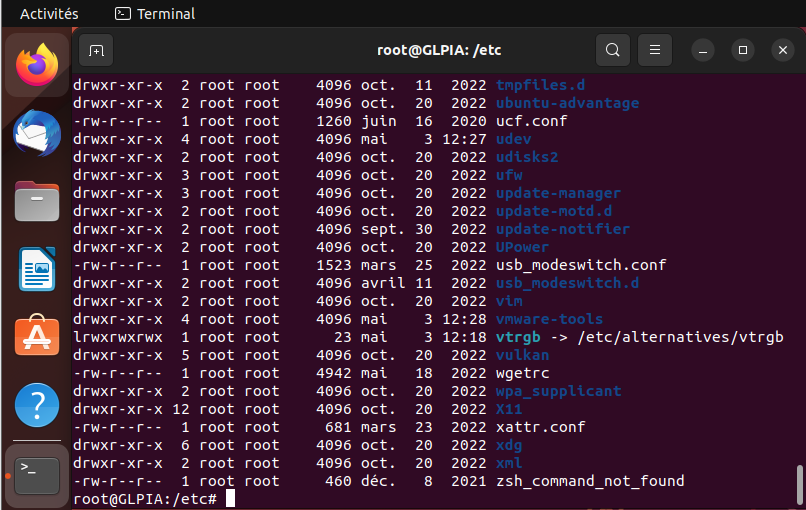 Activités Terminal
root@GLPIA: /etc
drwxr-xr-x 2 root root 4096 oct. 11 2022 tmpfiles.d
drwxr-xr-x 2 root root 4096 oct. 20 2022 ubuntu-advantage
-rw-r--r-- 1 root root 1260 juin 16 2020 ucf.conf
drwxr-xr-x 4 root root 4096 mai 3 12:27 udev
drwxr-xr-x 2 root root 4096 oct. 20 2022 udisks2
drwxr-xr-x 3 root root 4096 oct. 20 2022 ufw
drwxr-xr-x 3 root root 4096 oct. 20 2022 update-manager
drwxr-xr-x 2 root root 4096 oct. 20 2022 update-motd.d
drwxr-xr-x 2 root root 4096 sept. 30 2022 update-notifier
drwxr-xr-x 2 root root 4096 oct. 20 2022 UPower
-rw-r--r-- 1 root root 1523 mars 25 2022 usb_modeswitch.conf
drwxr-xr-x 2 root root 4096 avril 11 2022 usb_modeswitch.d
drwxr-xr-x 2 root root 4096 oct. 20 2022 vim
drwxr-xr-x 4 root root 4096 mai 3 12:28 vmware-tools
lrwxrwxrwx 1 root root 23 mai 3 12:18 vtrgb -> /etc/alternatives/vtrgb
drwxr-xr-x 5 root root 4096 oct. 20 2022 vulkan
-rw-r--r-- 1 root root 4942 mai 18 2022 wgetrc
drwxr-xr-x 2 root root 4096 oct. 20 2022 wpa_supplicant
drwxr-xr-x 12 root root 4096 oct. 20 2022 X11
-rw-r--r-- 1 root root 681 mars 23 2022 xattr.conf
drwxr-xr-x 6 root root 4096 oct. 20 2022 xdg
drwxr-xr-x 2 root root 4096 oct. 20 2022 xml
-rw-r--r-- 1 root root 460 déc. 8 2021 zsh_command_not_found
root@GLPIA:/etc#